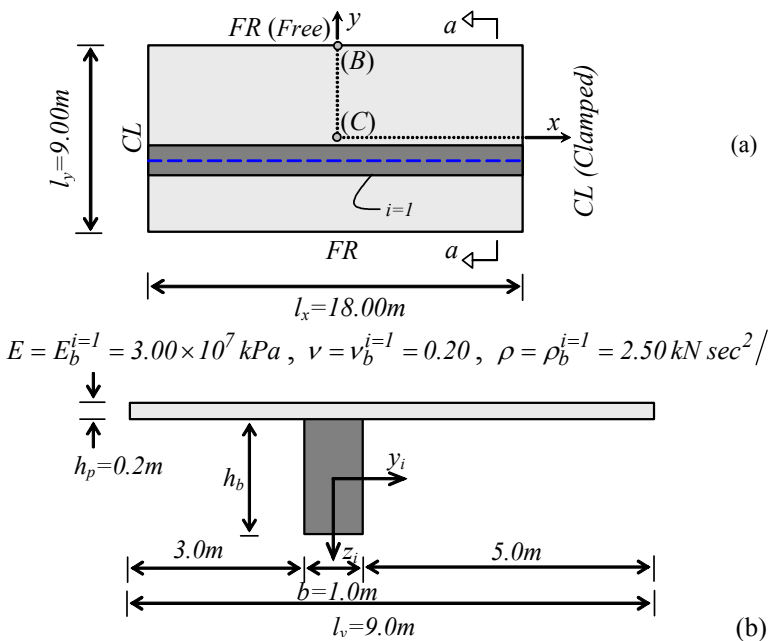 FR (Free)
y
a
(B)
(C)
x
CL
CL (Clamped)
l_y=9.00m
i=1
(a)
FR
a
l_x=18.00m
E = E_b^{i=1} = 3.00×10^7 kPa , ν = ν_b^{i=1} = 0.20 , ρ = ρ_b^{i=1} = 2.50 kN sec^2/
h_p=0.2m
h_b
y_i
z_i
3.0m
5.0m
b=1.0m
l_y=9.0m
(b)